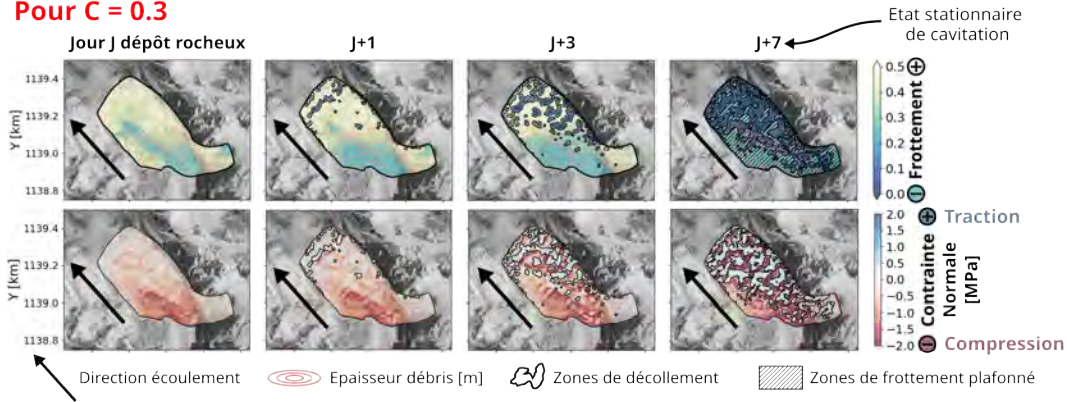 Pour C = 0.3
Etat stationnaire
de cavitation
Jour J dépôt rocheux
J+1
J+3
J+7
1139.4
1139.2
1139.0
1138.8
Y [km]
0.5
0.4
0.3
0.2
0.1
0.0
Frottement
1139.4
1139.2
1139.0
1138.8
Y [km]
2.0
1.5
1.0
0.5
0.0
−0.5
−1.0
−1.5
−2.0
Traction
Contrainte
Normale
[MPa]
Compression
Direction écoulement
Epaisseur débris [m]
Zones de décollement
Zones de frottement plafonné